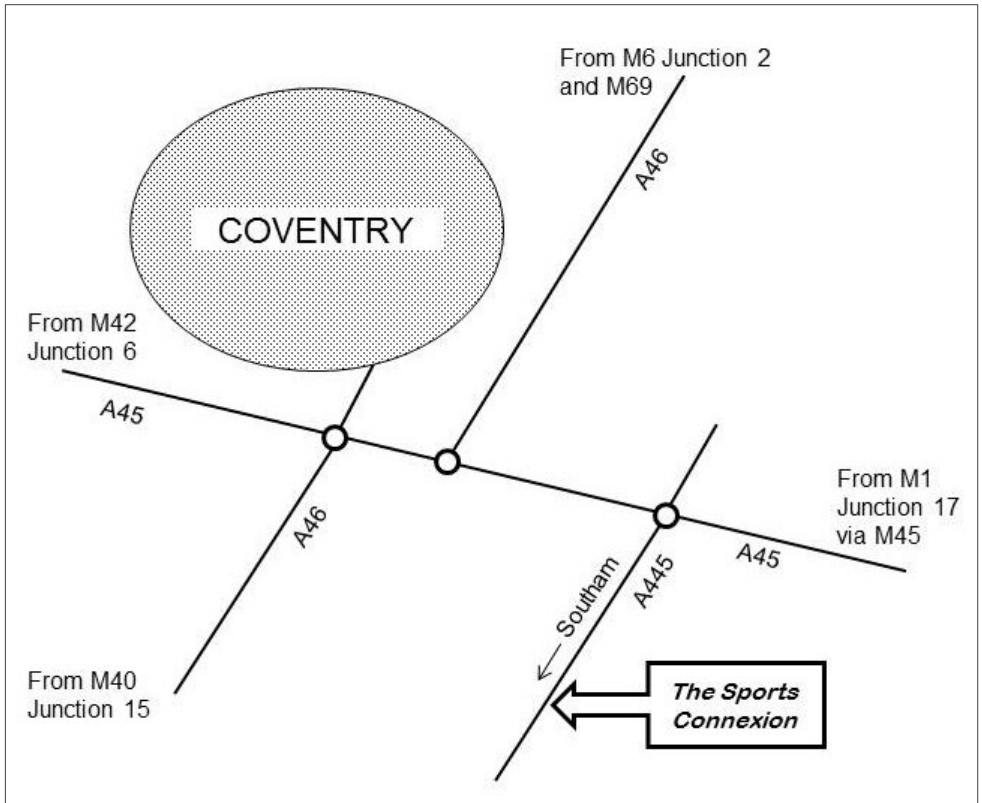 From M6 Junction 2
and M69
A46
COVENTRY
From M42
Junction 6
A45
From M1
Junction 17
via M45
A46
A45
A445
Southam
From M40
Junction 15
The Sports
Connexion